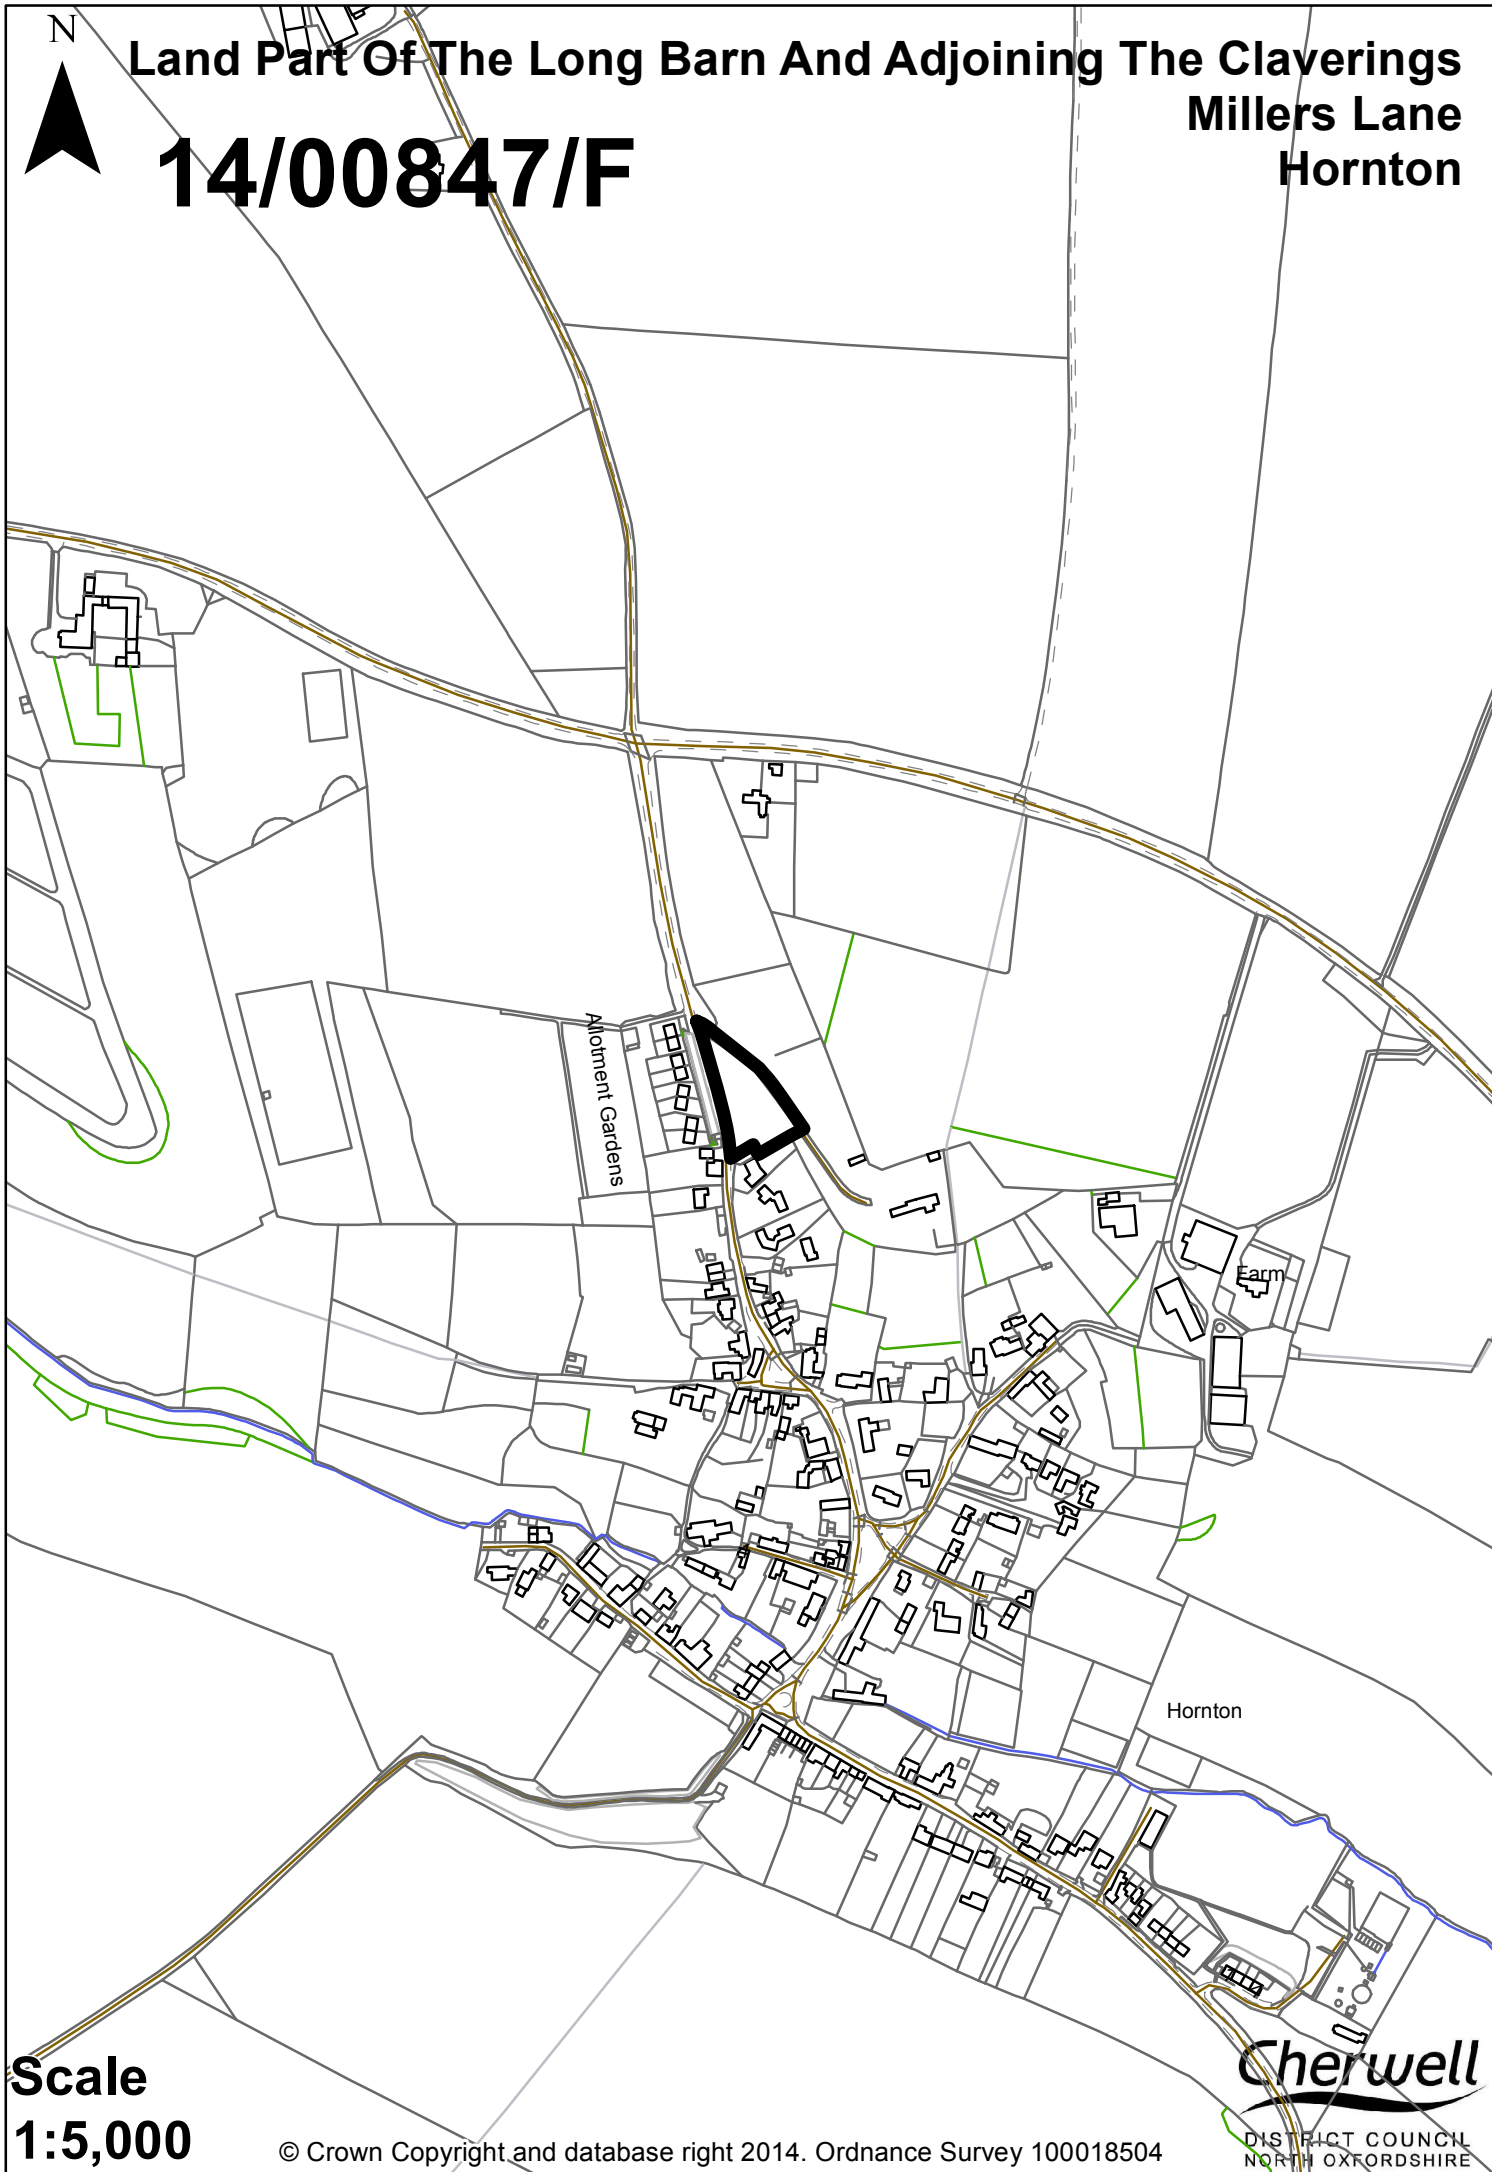 N
Land Part Of The Long Barn And Adjoining The Claverings
Millers Lane
Hornton
14/00847/F
Allotment Gardens
Farm
Hornton
Scale
1:5,000
© Crown Copyright and database right 2014. Ordnance Survey 100018504
Cherwell
DISTRICT COUNCIL
NORTH OXFORDSHIRE